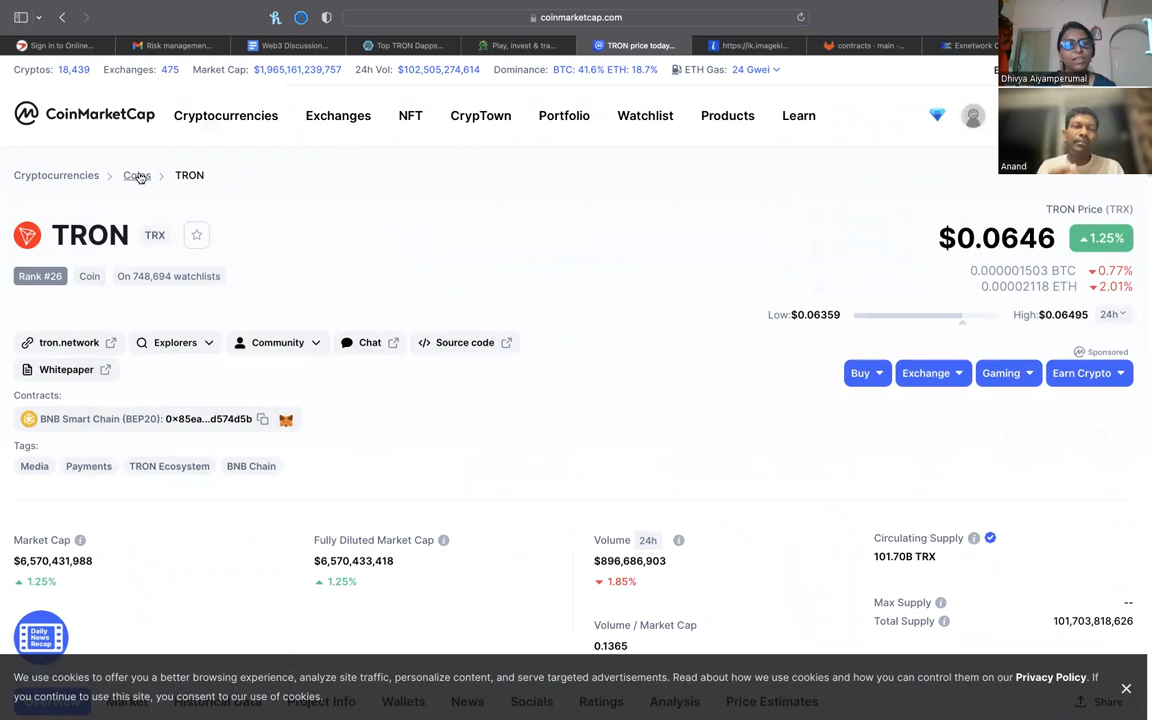 coinmarketcap.com
Sign in to Online...
Risk managemen...
Web3 Discussion...
Top TRON Dapps...
Play, invest & tra...
TRON price today...
https://ik.imageki...
contracts · main ·...
Exnetwork C
Cryptos: 18,439 Exchanges: 475 Market Cap: $1,965,161,239,757 24h Vol: $102,505,274,614 Dominance: BTC: 41.6% ETH: 18.7% ETH Gas: 24 Gwei
Dhivya Aiyamperumal
CoinMarketCap Cryptocurrencies Exchanges NFT CrypTown Portfolio Watchlist Products Learn
Anand
Cryptocurrencies > Coins > TRON
TRON TRX
TRON Price (TRX)
$0.0646 1.25%
Rank #26 Coin On 748,694 watchlists
0.000001503 BTC 0.77%
0.00002118 ETH 2.01%
Low:$0.06359 High:$0.06495 24h
tron.network Explorers Community Chat Source code
Sponsored
Whitepaper
Buy Exchange Gaming Earn Crypto
Contracts:
BNB Smart Chain (BEP20): 0x85ea...d574d5b
Tags:
Media Payments TRON Ecosystem BNB Chain
Market Cap
$6,570,431,988
1.25%
Fully Diluted Market Cap
$6,570,433,418
1.25%
Volume 24h
$896,686,903
1.85%
Volume / Market Cap
0.1365
Circulating Supply
101.70B TRX
Max Supply --
Total Supply 101,703,818,626
Daily
News
Recap
We use cookies to offer you a better browsing experience, analyze site traffic, personalize content, and serve targeted advertisements. Read about how we use cookies and how you can control them on our Privacy Policy. If
you continue to use this site, you consent to our use of cookies.
Overview Market Historical Data Project Info Wallets News Socials Ratings Analysis Price Estimates Share